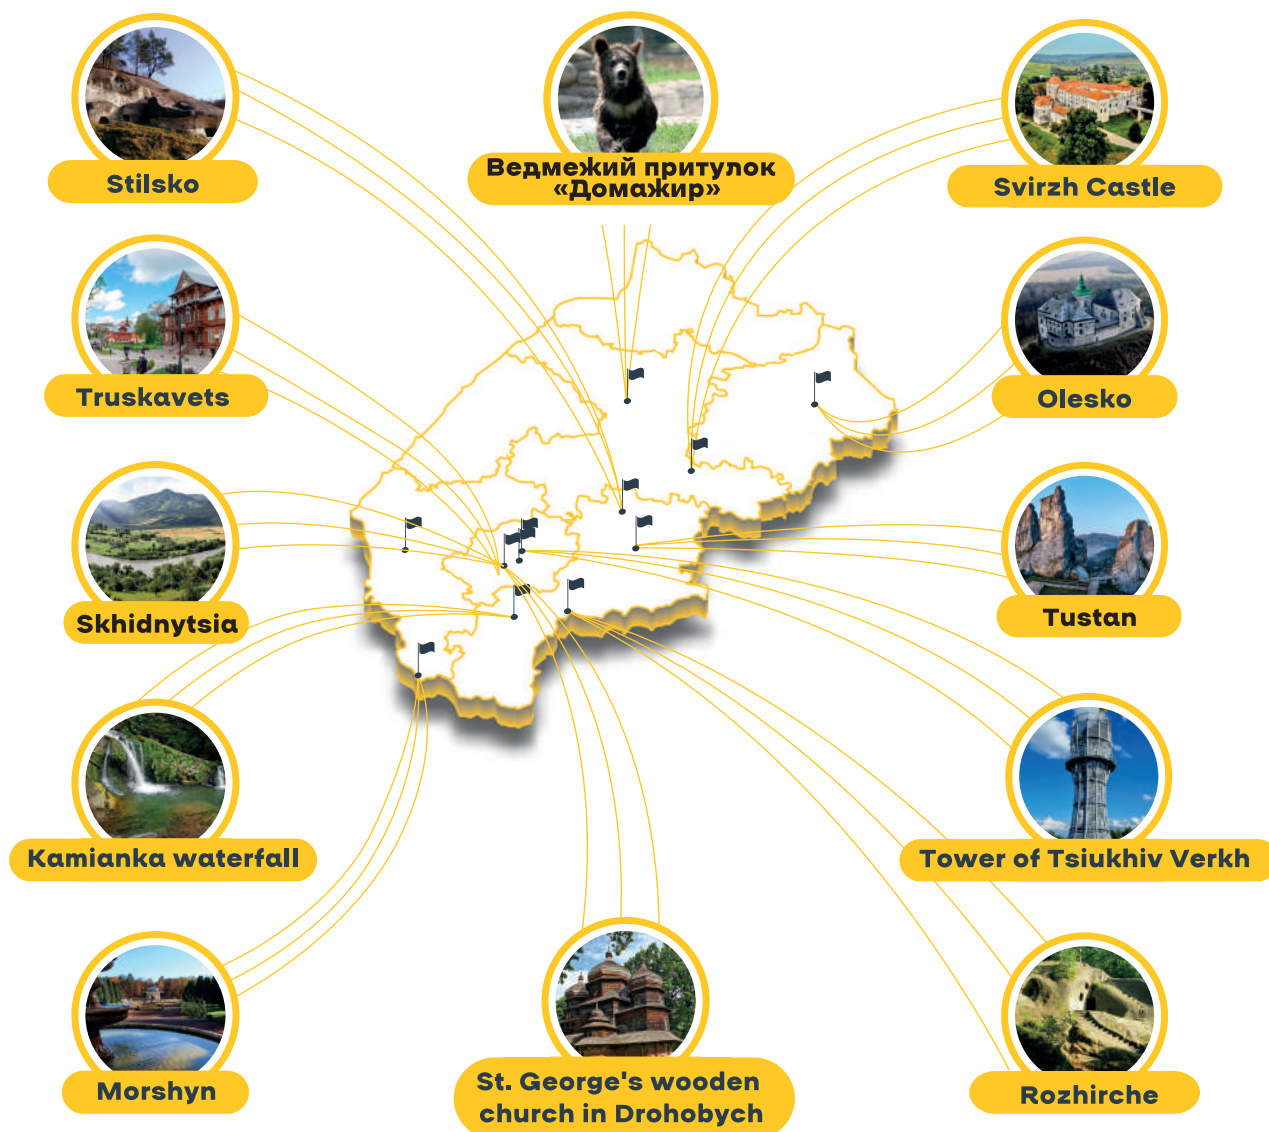 Stilsko
Ведмежий притулок
«Домажир»
Svirzh Castle
Truskavets
Olesko
Skhidnytsia
Tustan
Kamianka waterfall
Tower of Tsiukhiv Verkh
Morshyn
St. George's wooden
church in Drohobych
Rozhirche